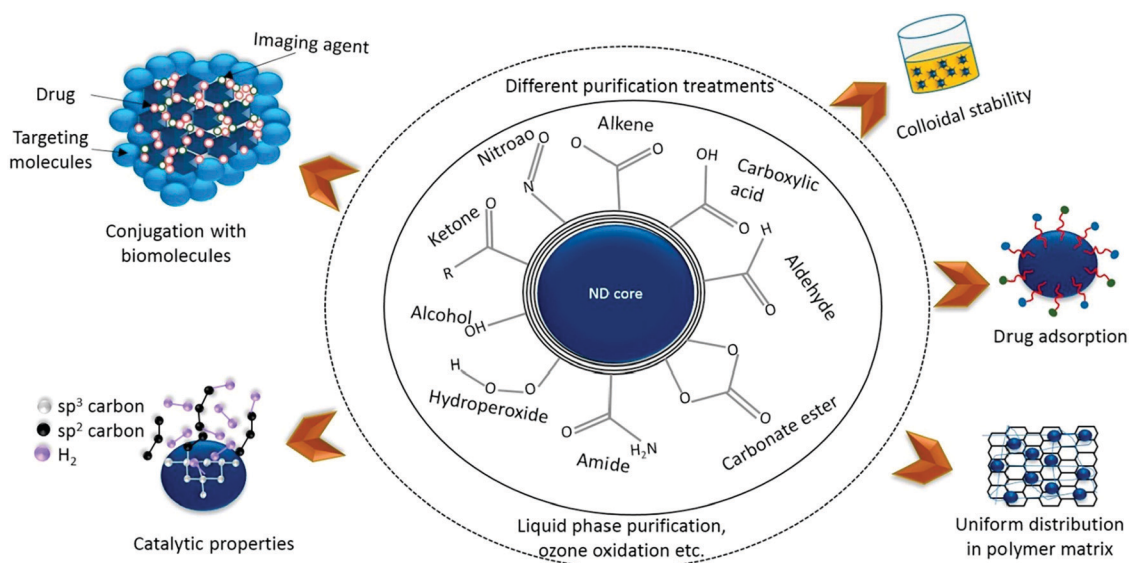 Imaging agent
Drug
Targeting
molecules
Conjugation with
biomolecules
Different purification treatments
Colloidal stability
Nitroao
O
N
Alkene
O
O
OH
O
Carboxylic
acid
Ketone
O
R
H
O
Aldehyde
ND core
Drug adsorption
Alcohol
OH
H
O
O
Hydroperoxide
O
H₂N
Amide
O
O
O
Carbonate ester
sp³ carbon
sp² carbon
H₂
Catalytic properties
Liquid phase purification,
ozone oxidation etc.
Uniform distribution
in polymer matrix